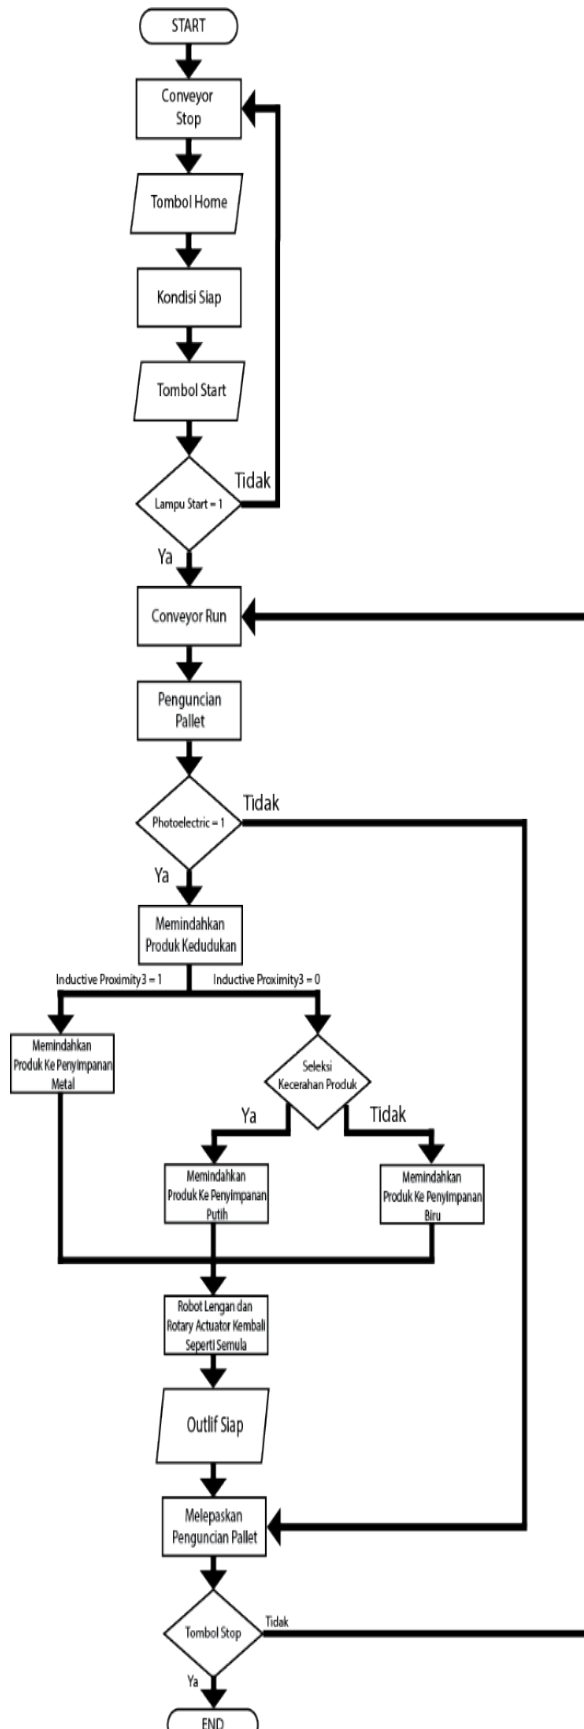 START
Conveyor
Stop
Tombol Home
Kondisi Siap
Tombol Start
Tidak
Lampu Start = 1
Ya
Conveyor Run
Penguncian
Pallet
Tidak
Photoelectric = 1
Ya
Memindahkan
Produk Kedudukan
Inductive Proximity3 = 1
Inductive Proximity3 = 0
Memindahkan
Produk Ke Penyimpanan
Metal
Seleksi
Kecerahan Produk
Ya
Tidak
Memindahkan
Produk Ke Penyimpanan
Putih
Memindahkan
Produk Ke Penyimpanan
Biru
Robot Lengan dan
Rotary Actuator Kembali
Seperti Semula
Outlif Siap
Melepaskan
Penguncian Pallet
Tombol Stop
Tidak
Ya
END